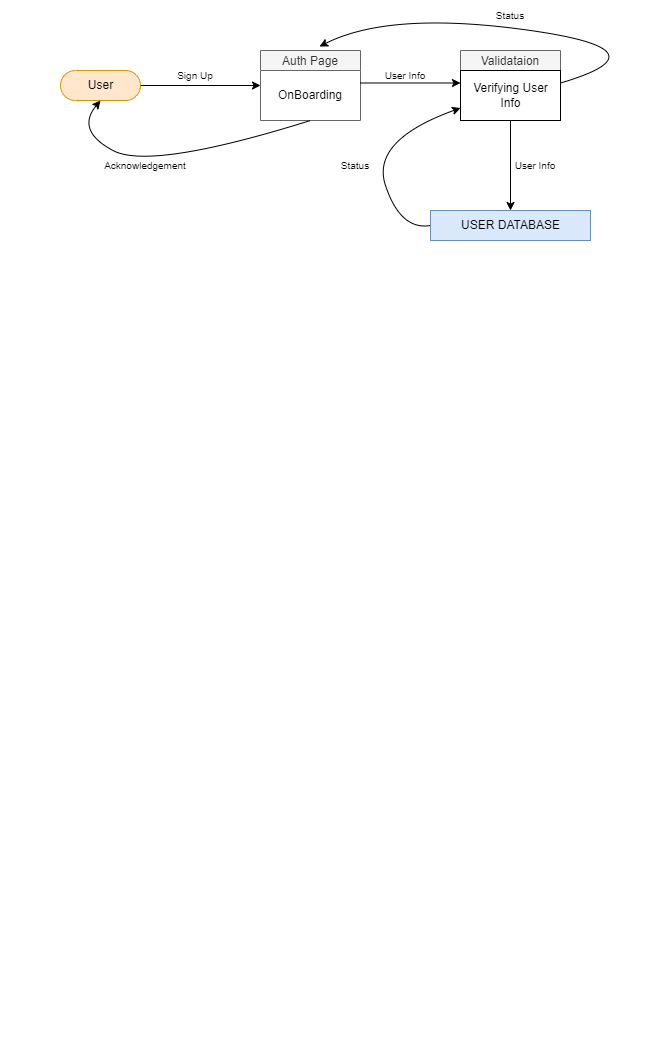 Status
Auth Page
Validataion
User
Sign Up
OnBoarding
User Info
Verifying User
Info
Acknowledgement
Status
User Info
USER DATABASE